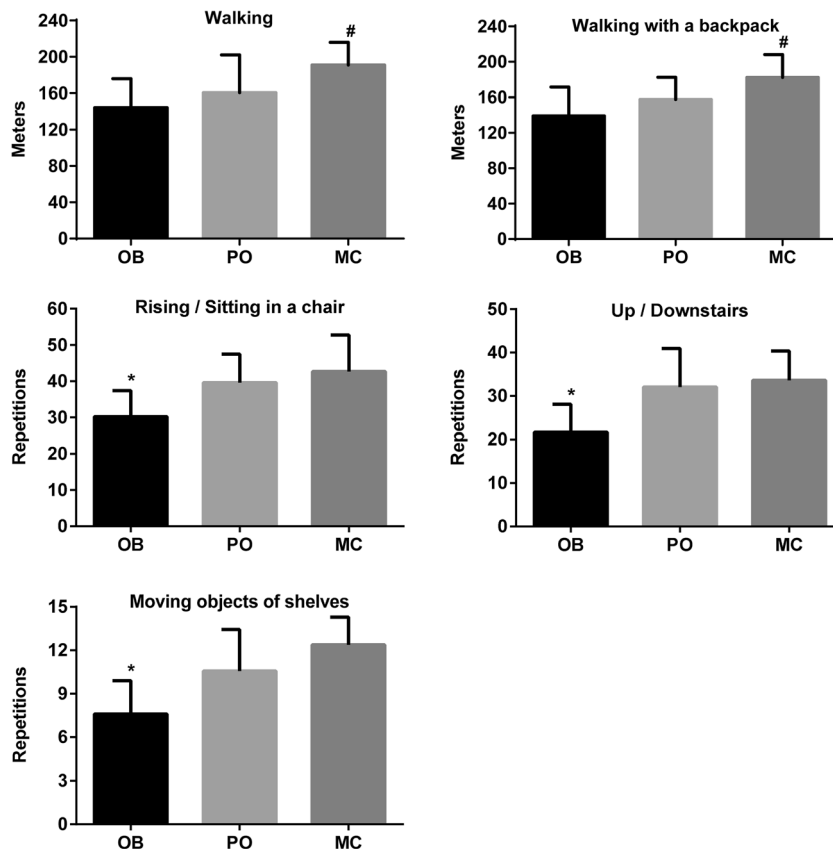 Walking
Meters
240
200
160
120
80
40
0
#
OB PO MC
Walking with a backpack
Meters
240
200
160
120
80
40
0
#
OB PO MC
Rising / Sitting in a chair
Repetitions
60
50
40
30
20
10
0
*
OB PO MC
Up / Downstairs
Repetitions
50
40
30
20
10
0
*
OB PO MC
Moving objects of shelves
Repetitions
15
12
9
6
3
0
*
OB PO MC